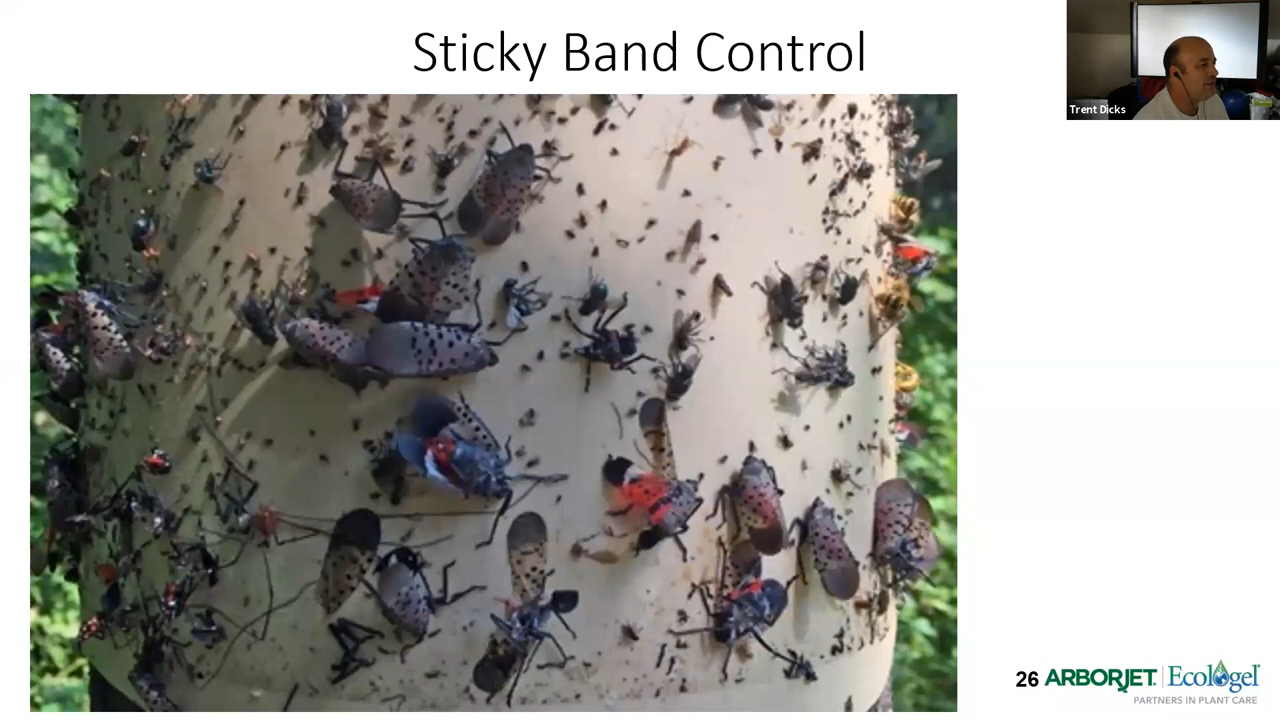 Sticky Band Control
Trent Dicks
26 ARBORJET | Ecologel
PARTNERS IN PLANT CARE